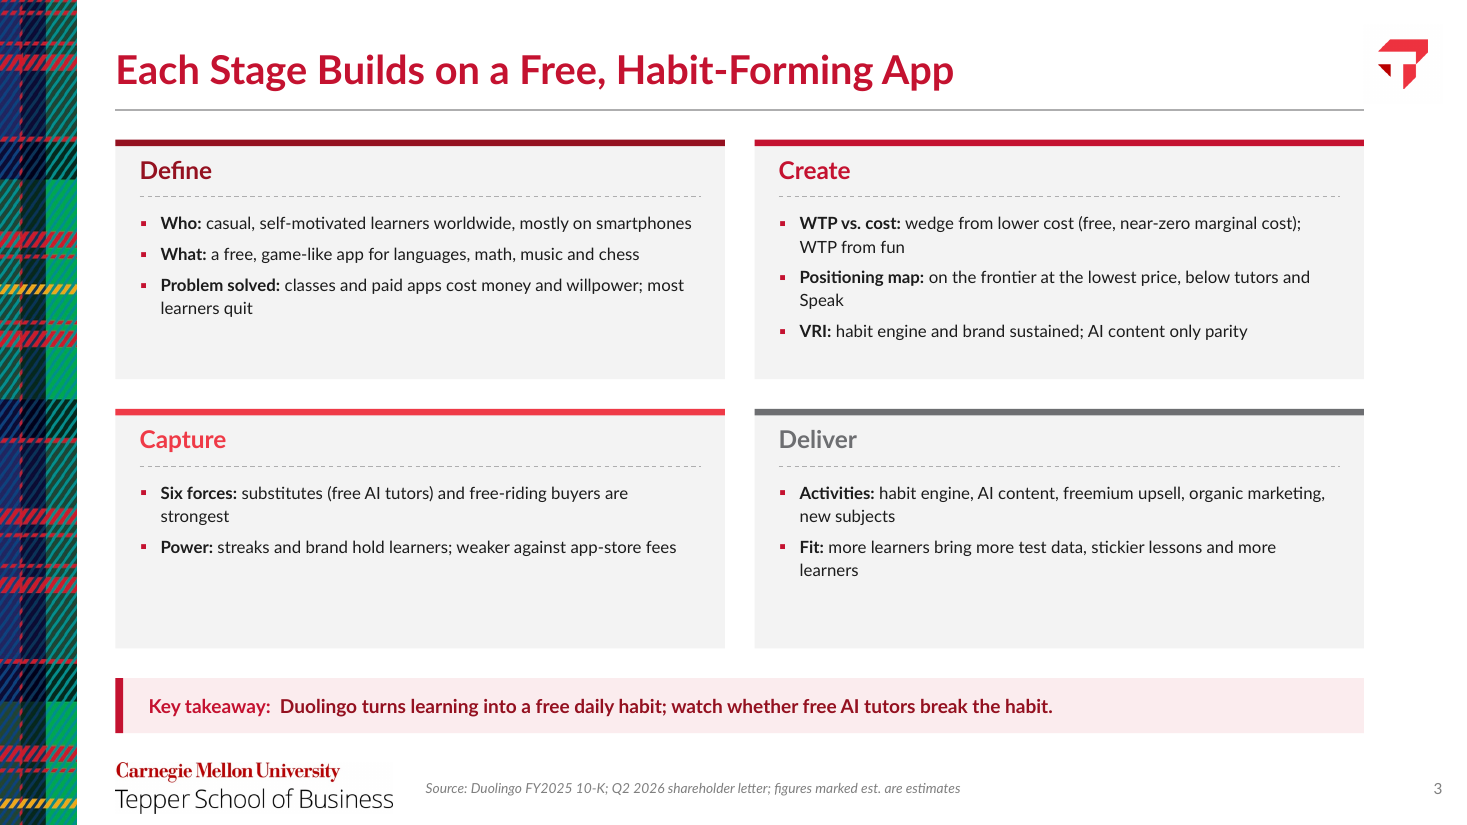 Each Stage Builds on a Free, Habit-Forming App
Define
▪ Who: casual, self-motivated learners worldwide, mostly on smartphones
▪ What: a free, game-like app for languages, math, music and chess
▪ Problem solved: classes and paid apps cost money and willpower; most
learners quit
Create
▪ WTP vs. cost: wedge from lower cost (free, near-zero marginal cost);
WTP from fun
▪ Positioning map: on the frontier at the lowest price, below tutors and
Speak
▪ VRI: habit engine and brand sustained; AI content only parity
Capture
▪ Six forces: substitutes (free AI tutors) and free-riding buyers are
strongest
▪ Power: streaks and brand hold learners; weaker against app-store fees
Deliver
▪ Activities: habit engine, AI content, freemium upsell, organic marketing,
new subjects
▪ Fit: more learners bring more test data, stickier lessons and more
learners
Key takeaway: Duolingo turns learning into a free daily habit; watch whether free AI tutors break the habit.
Carnegie Mellon University
Tepper School of Business
Source: Duolingo FY2025 10-K; Q2 2026 shareholder letter; figures marked est. are estimates
3